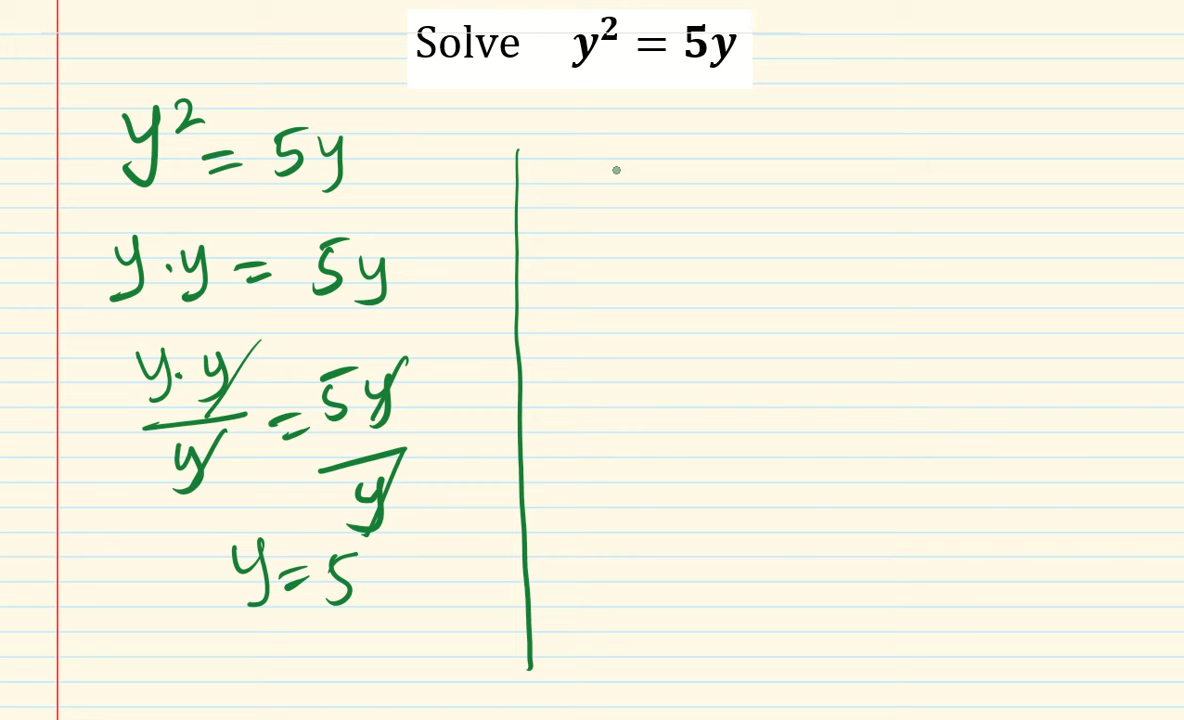 Solve y² = 5y
y² = 5y
y · y = 5y
y · y / y = 5y / y
y = 5